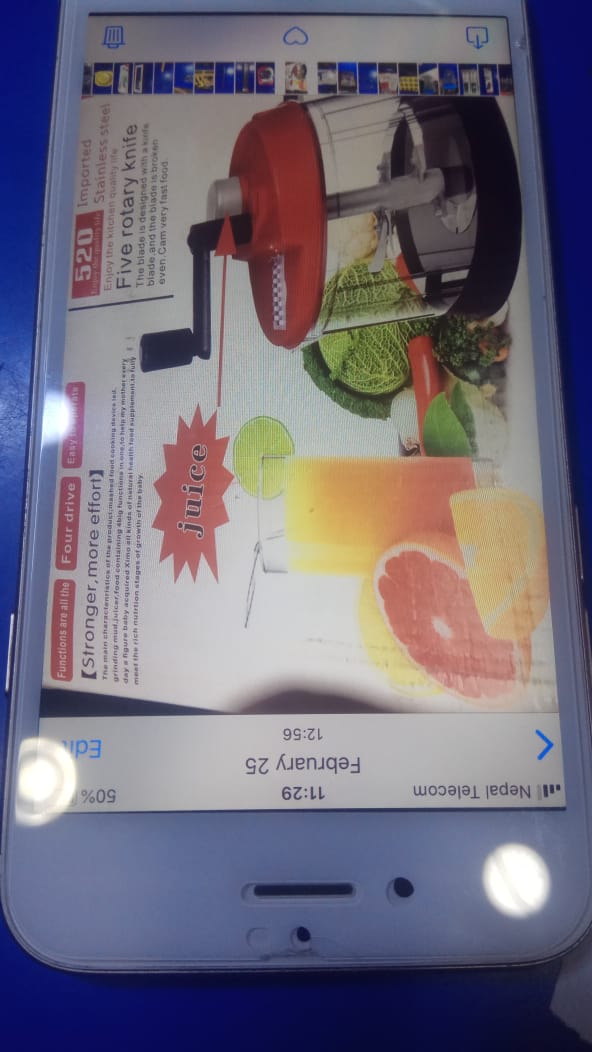 Nepal Telecom
11:29
50%
February 25
12:56
Edit
Functions are all the
Four drive
【Stronger,more effort】
The main charactenristics of the product;mashed food cooking device led,
grinding mud,juicer,food containing 4big functions in one,to help my mother every
day a figure baby acquired Ximo all kinds of natural health food supplement,to fully
meet the rich nutrition stages of growth of the baby.
juice
520
Imported
Stainless steel
Enjoy the kitchen quality life
Five rotary knife
The blade is designed with a knife
blade,and the blade is broken
even.Cam very fast food